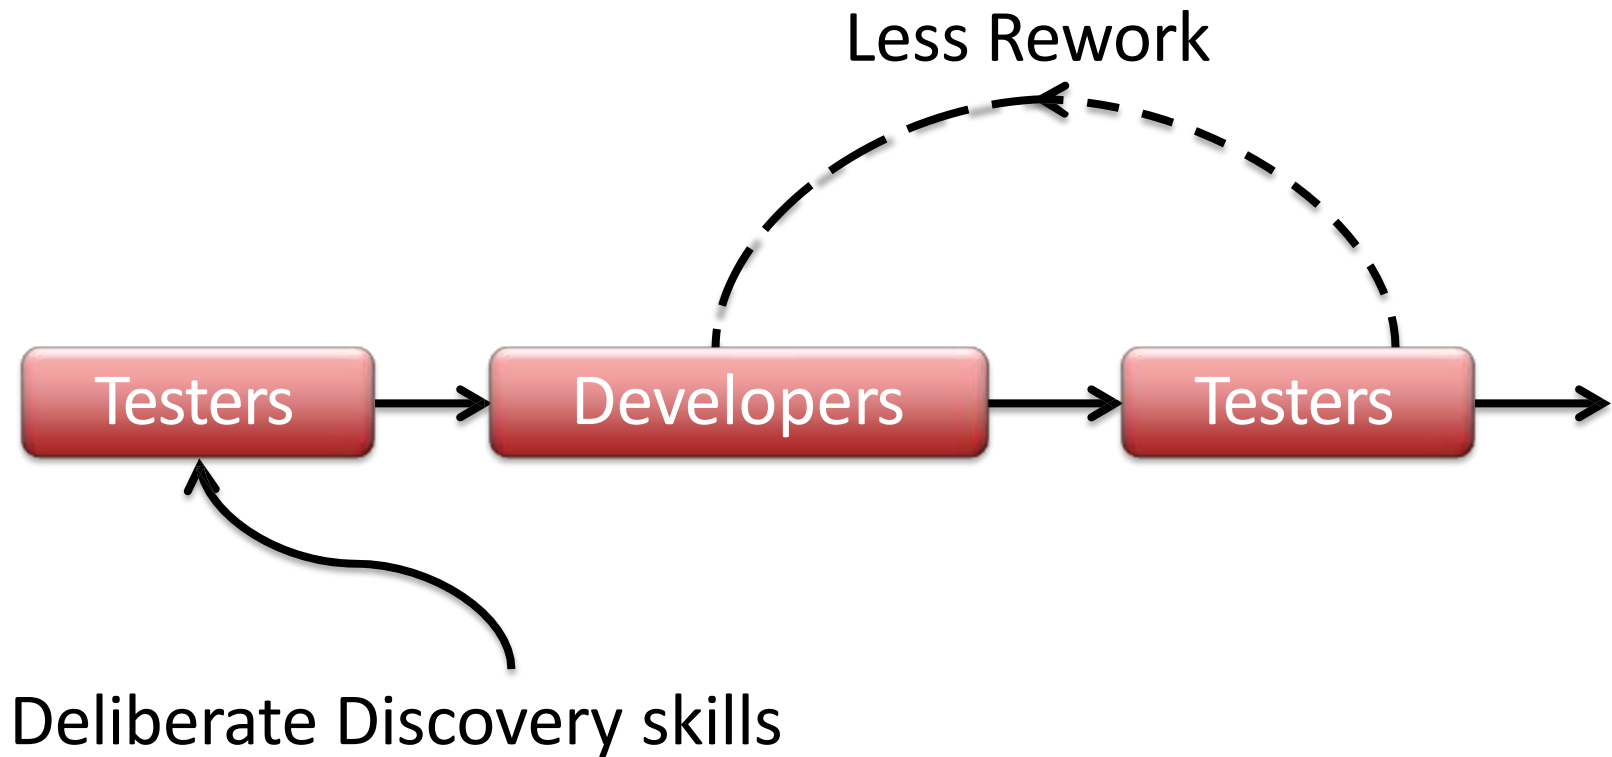 Less Rework
Testers
Developers
Testers
Deliberate Discovery skills